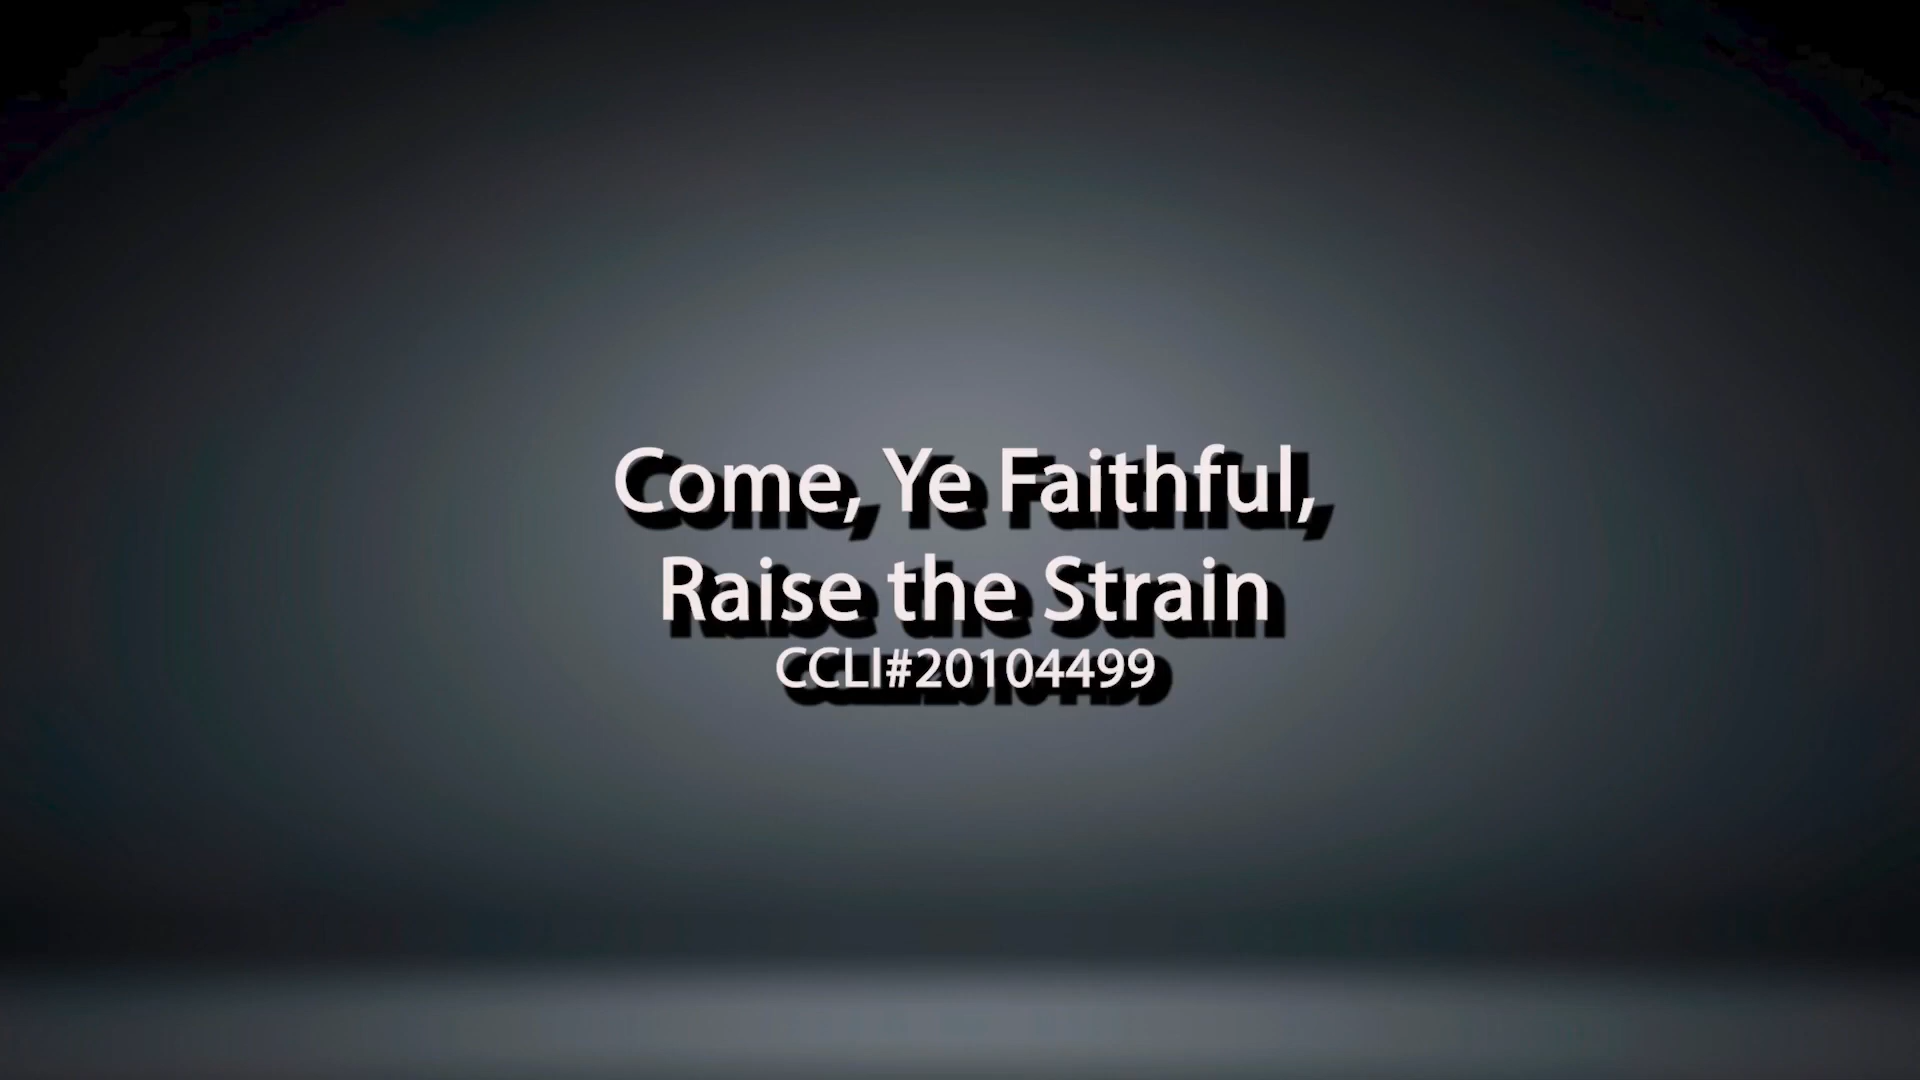 Come, Ye Faithful,
Raise the Strain
CCLI#20104499